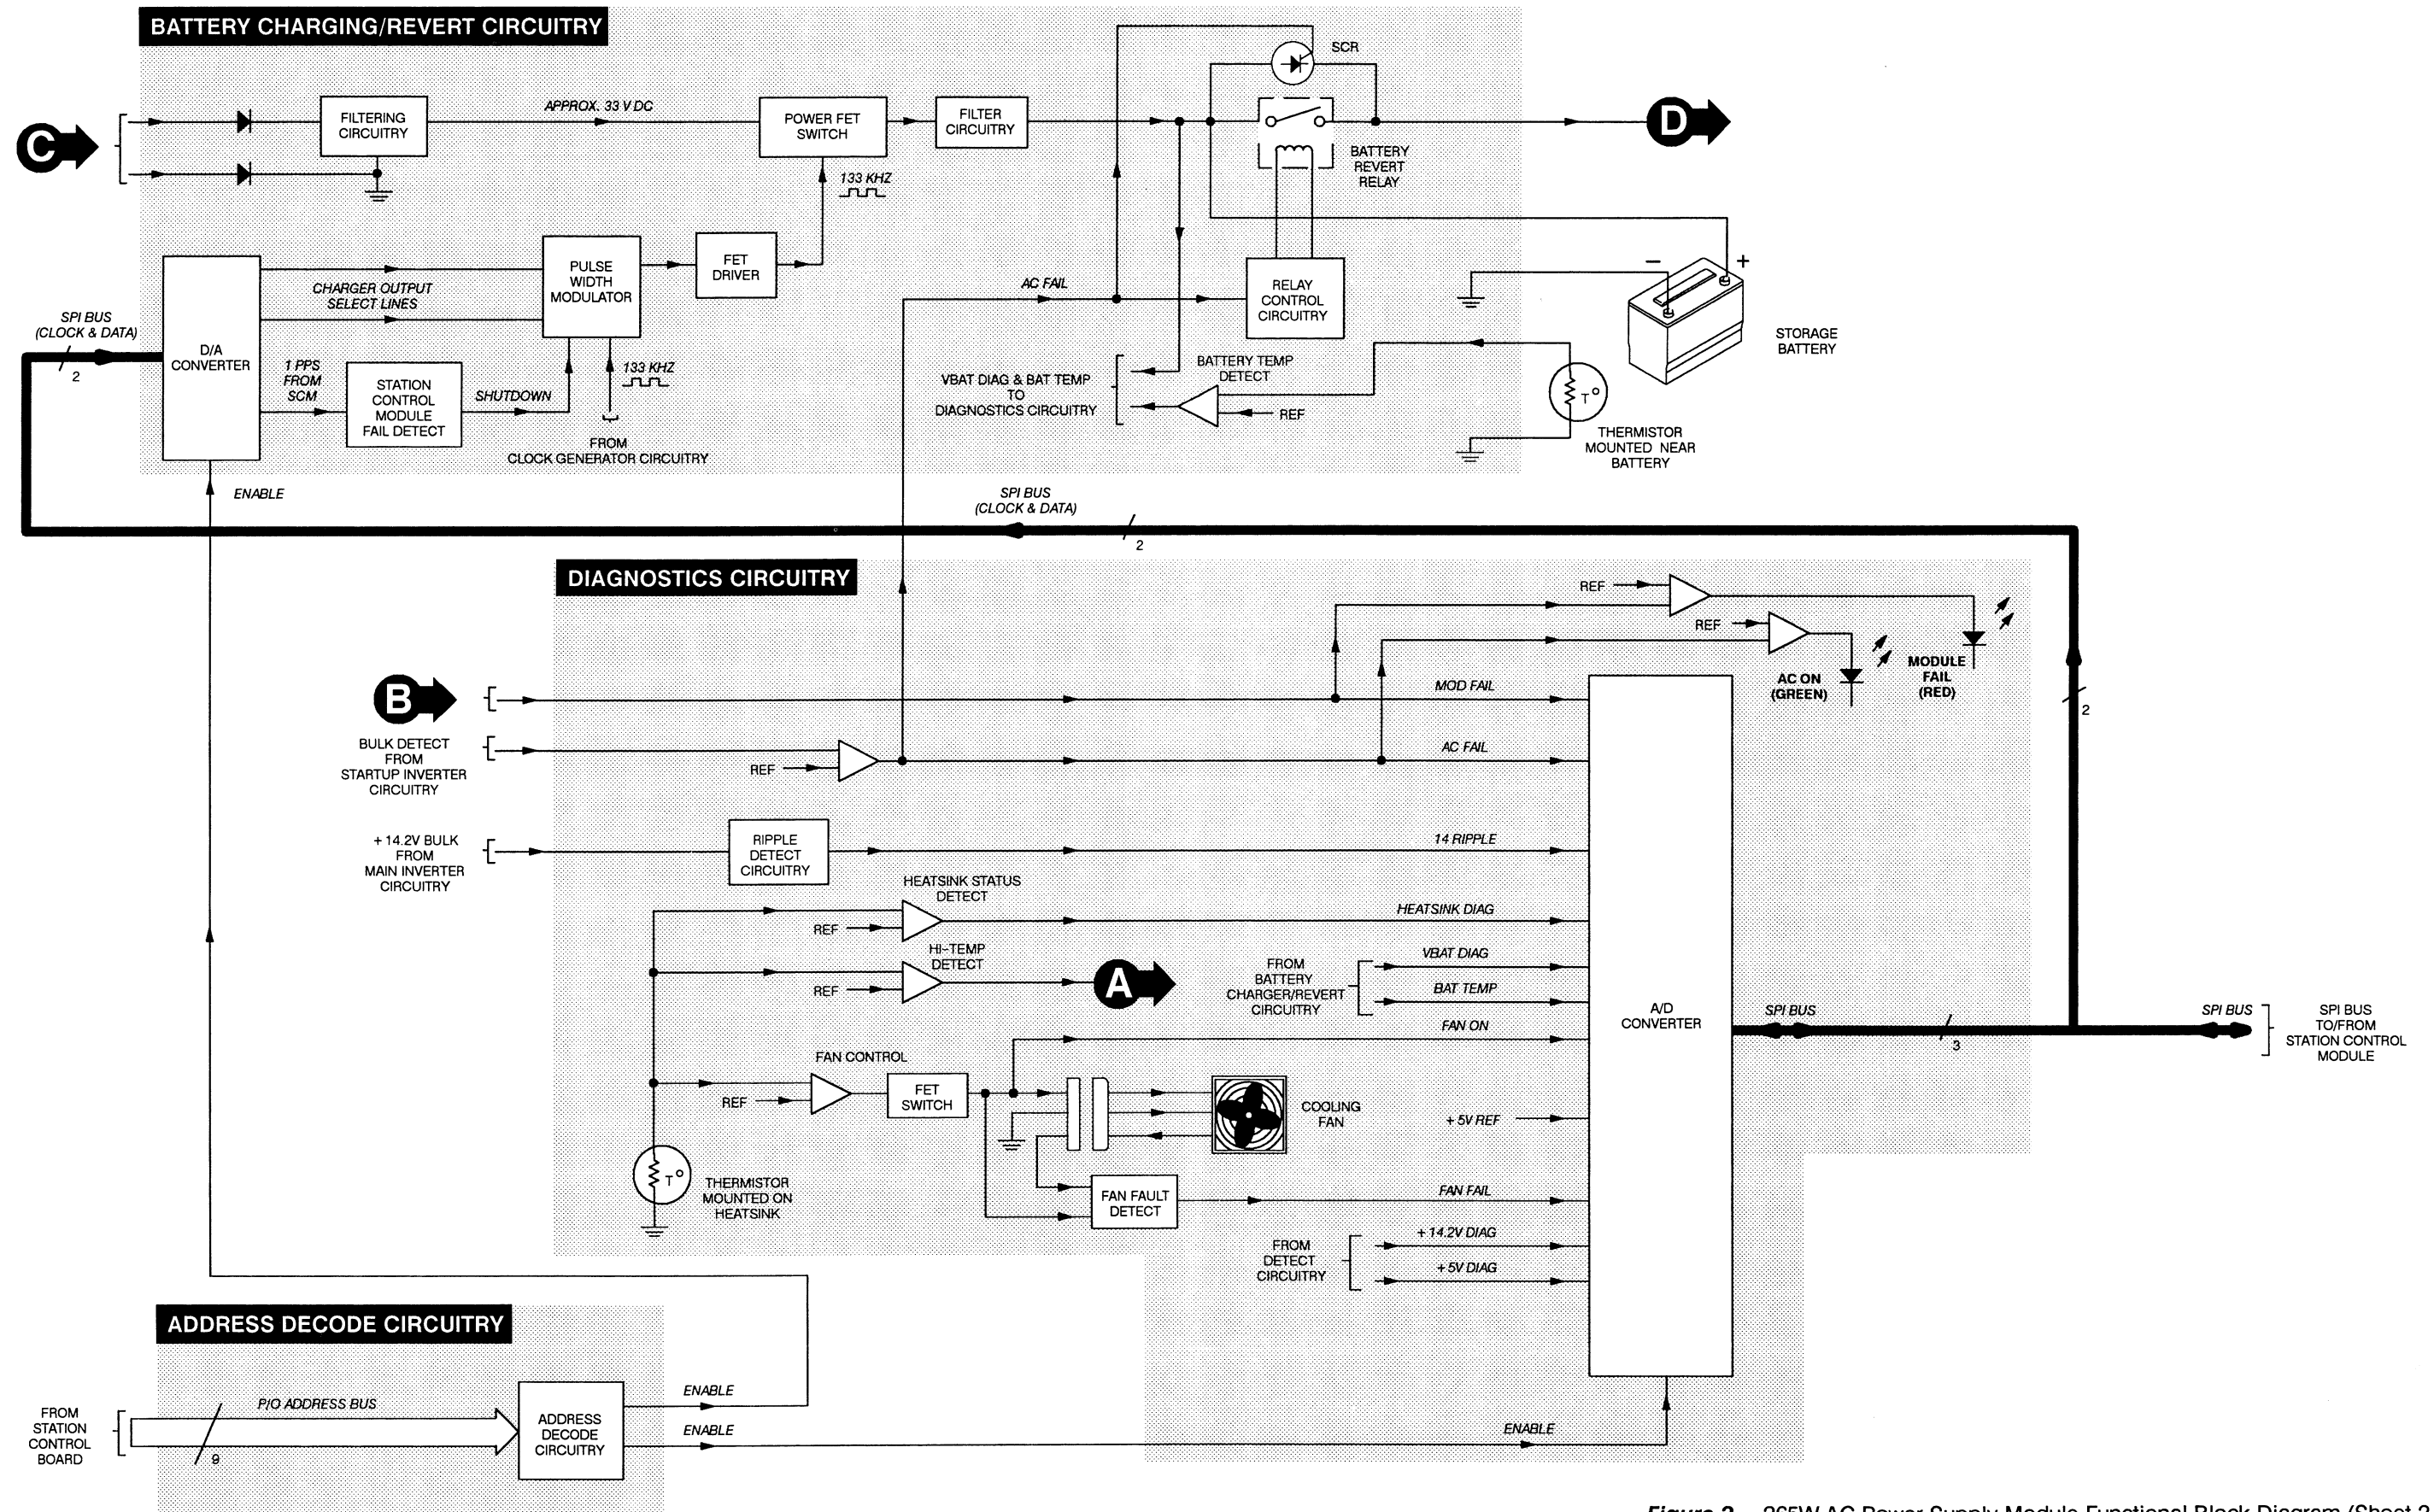 BATTERY CHARGING/REVERT CIRCUITRY
SCR
C
FILTERING
CIRCUITRY
APPROX. 33 V DC
POWER FET
SWITCH
FILTER
CIRCUITRY
D
133 KHZ
BATTERY
REVERT
RELAY
PULSE
WIDTH
MODULATOR
FET
DRIVER
CHARGER OUTPUT
SELECT LINES
AC FAIL
RELAY
CONTROL
CIRCUITRY
–
+
STORAGE
BATTERY
SPI BUS
(CLOCK & DATA)
2
D/A
CONVERTER
1 PPS
FROM
SCM
STATION
CONTROL
MODULE
FAIL DETECT
SHUTDOWN
133 KHZ
FROM
CLOCK GENERATOR CIRCUITRY
VBAT DIAG & BAT TEMP
TO
DIAGNOSTICS CIRCUITRY
BATTERY TEMP
DETECT
REF
T°
THERMISTOR
MOUNTED NEAR
BATTERY
ENABLE
SPI BUS
(CLOCK & DATA)
2
DIAGNOSTICS CIRCUITRY
REF
REF
AC ON
(GREEN)
MODULE
FAIL
(RED)
2
B
MOD FAIL
BULK DETECT
FROM
STARTUP INVERTER
CIRCUITRY
REF
AC FAIL
+ 14.2V BULK
FROM
MAIN INVERTER
CIRCUITRY
RIPPLE
DETECT
CIRCUITRY
14 RIPPLE
HEATSINK STATUS
DETECT
REF
HEATSINK DIAG
HI–TEMP
DETECT
REF
A
FROM
BATTERY
CHARGER/REVERT
CIRCUITRY
VBAT DIAG
BAT TEMP
FAN ON
A/D
CONVERTER
SPI BUS
3
SPI BUS
SPI BUS
TO/FROM
STATION CONTROL
MODULE
FAN CONTROL
REF
FET
SWITCH
COOLING
FAN
+ 5V REF
T°
THERMISTOR
MOUNTED ON
HEATSINK
FAN FAULT
DETECT
FAN FAIL
FROM
DETECT
CIRCUITRY
+ 14.2V DIAG
+ 5V DIAG
ADDRESS DECODE CIRCUITRY
FROM
STATION
CONTROL
BOARD
P/O ADDRESS BUS
9
ADDRESS
DECODE
CIRCUITRY
ENABLE
ENABLE
ENABLE